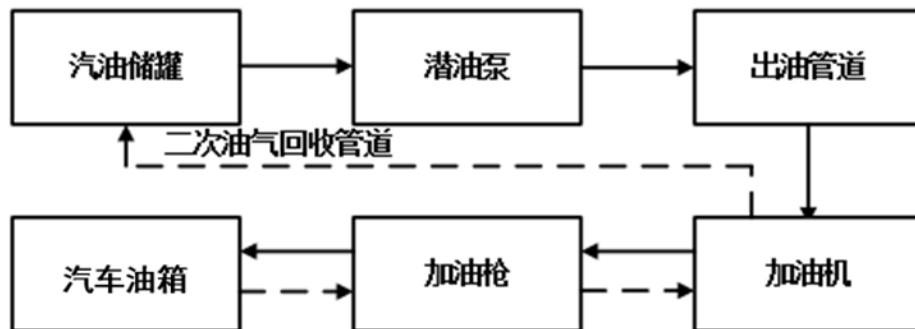 汽油储罐
潜油泵
出油管道
二次油气回收管道
汽车油箱
加油枪
加油机